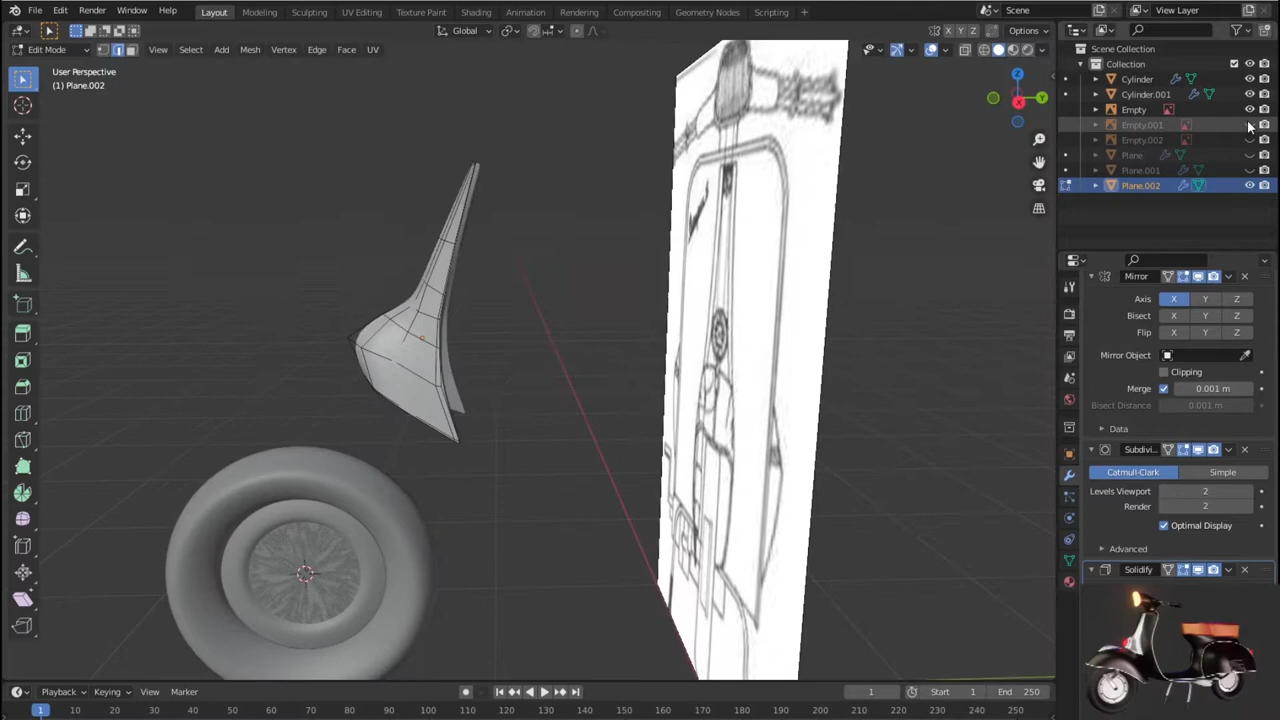 File Edit Render Window Help Layout Modeling Sculpting UV Editing Texture Paint Shading Animation Rendering Compositing Geometry Nodes Scripting + Scene View Layer
Global X Y Z Options
Edit Mode View Select Add Mesh Vertex Edge Face UV
User Perspective
(1) Plane.002
Z
Y
X
Scene Collection
Collection
Cylinder
Cylinder.001
Empty
Empty.001
Empty.002
Plane
Plane.001
Plane.002
Mirror
Axis X Y Z
Bisect X Y Z
Flip X Y Z
Mirror Object
Clipping
Merge 0.001 m
Bisect Distance 0.001 m
Data
Subdivi
Catmull-Clark Simple
Levels Viewport 2
Render 2
Optimal Display
Advanced
Solidify
Playback Keying View Marker 1 Start 1 End 250
1 10 20 30 40 50 60 70 80 90 100 110 120 130 140 150 160 170 180 190 200 210 220 230 240 250